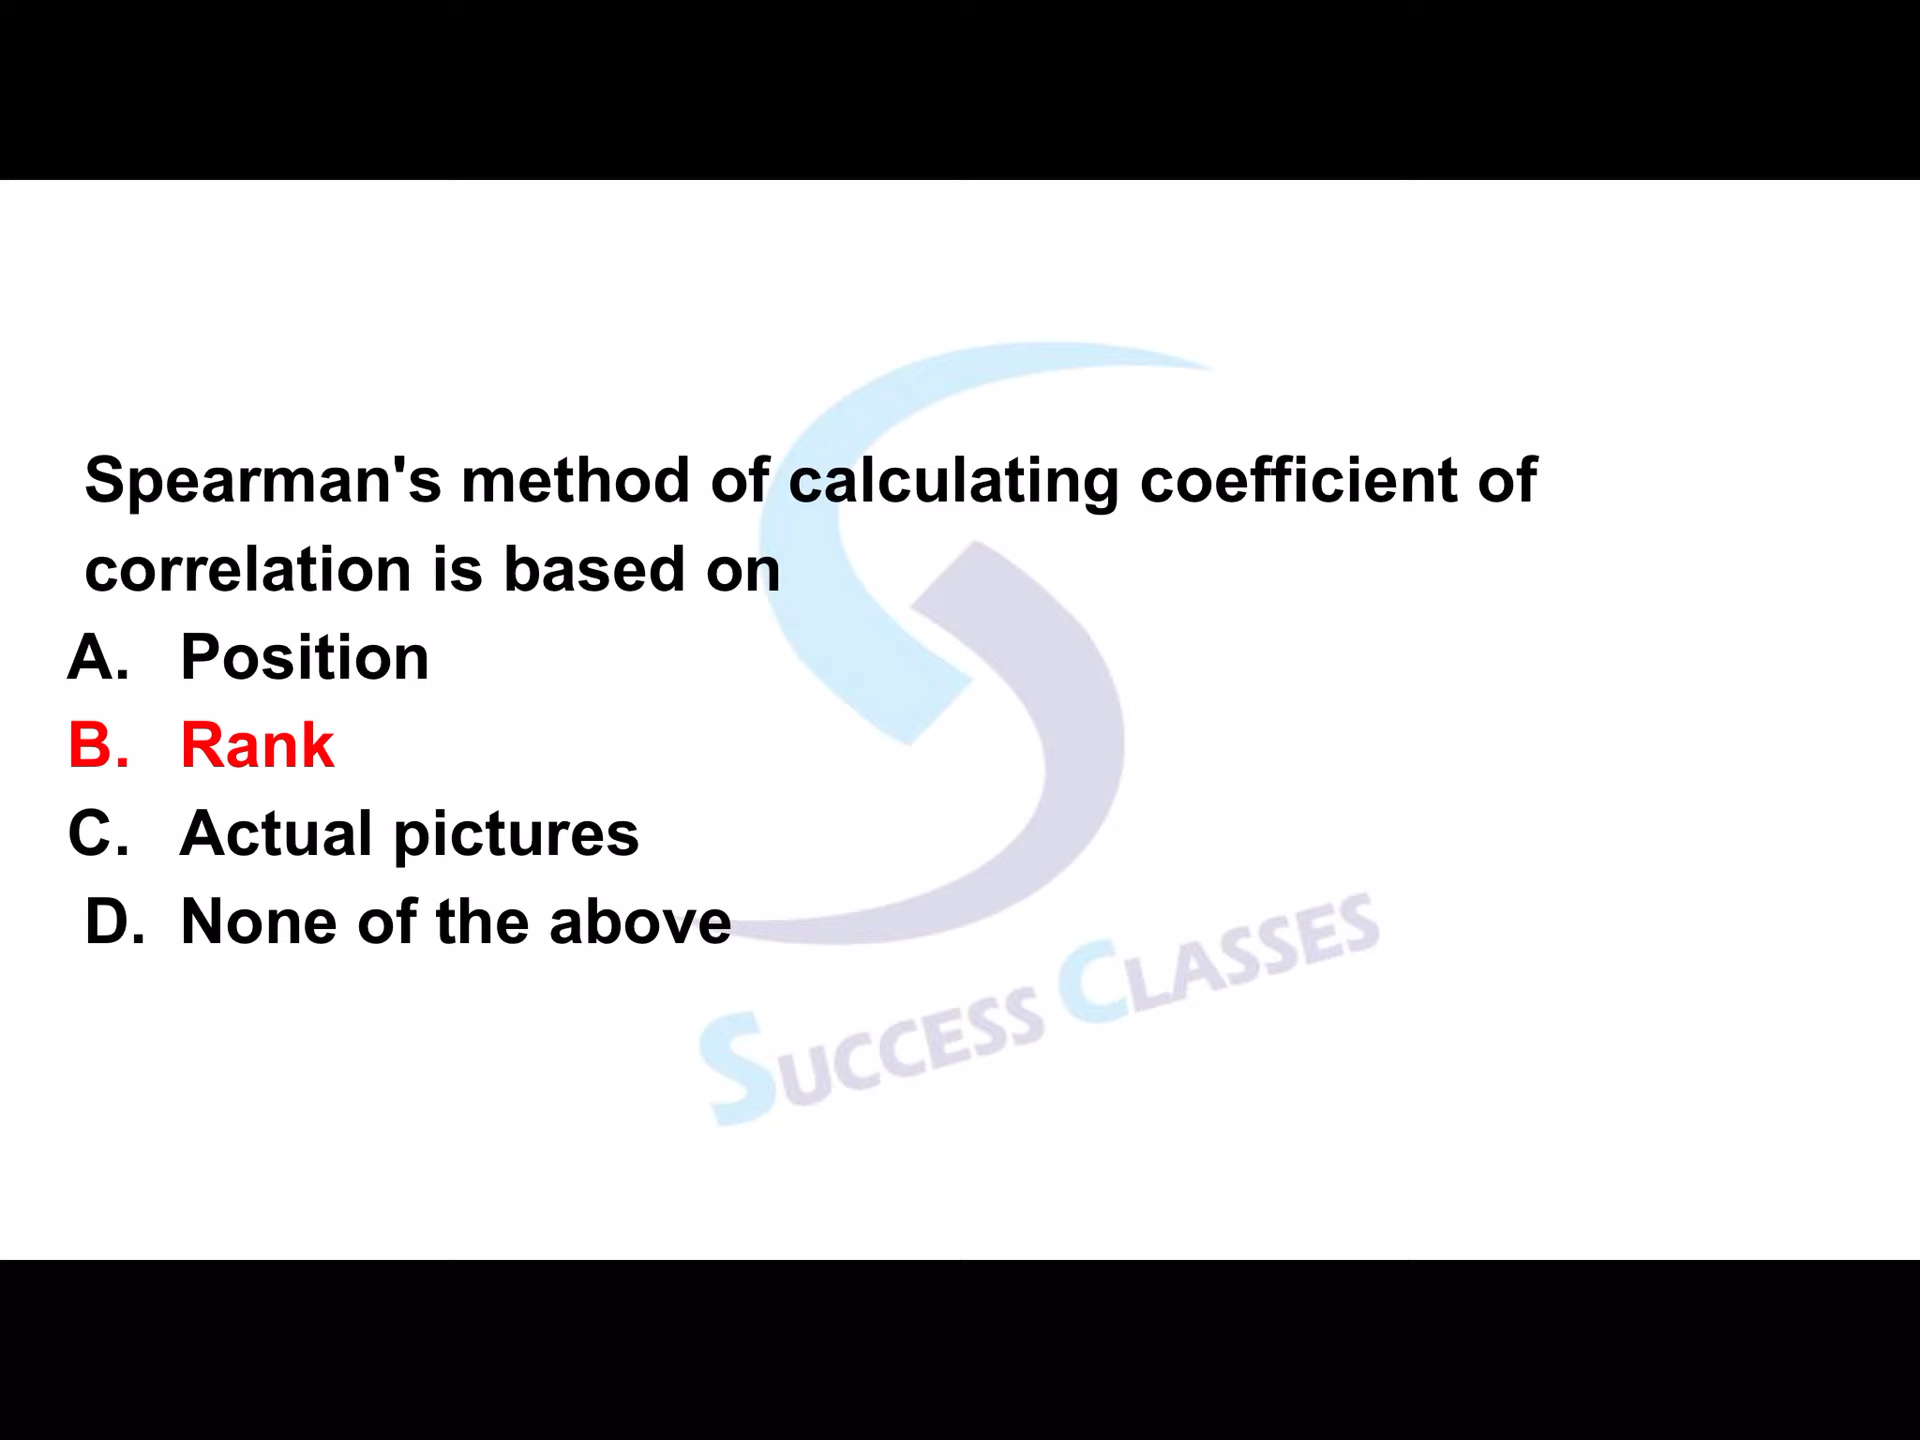 Spearman's method of calculating coefficient of
correlation is based on
A. Position
B. Rank
C. Actual pictures
D. None of the above
SUCCESS CLASSES